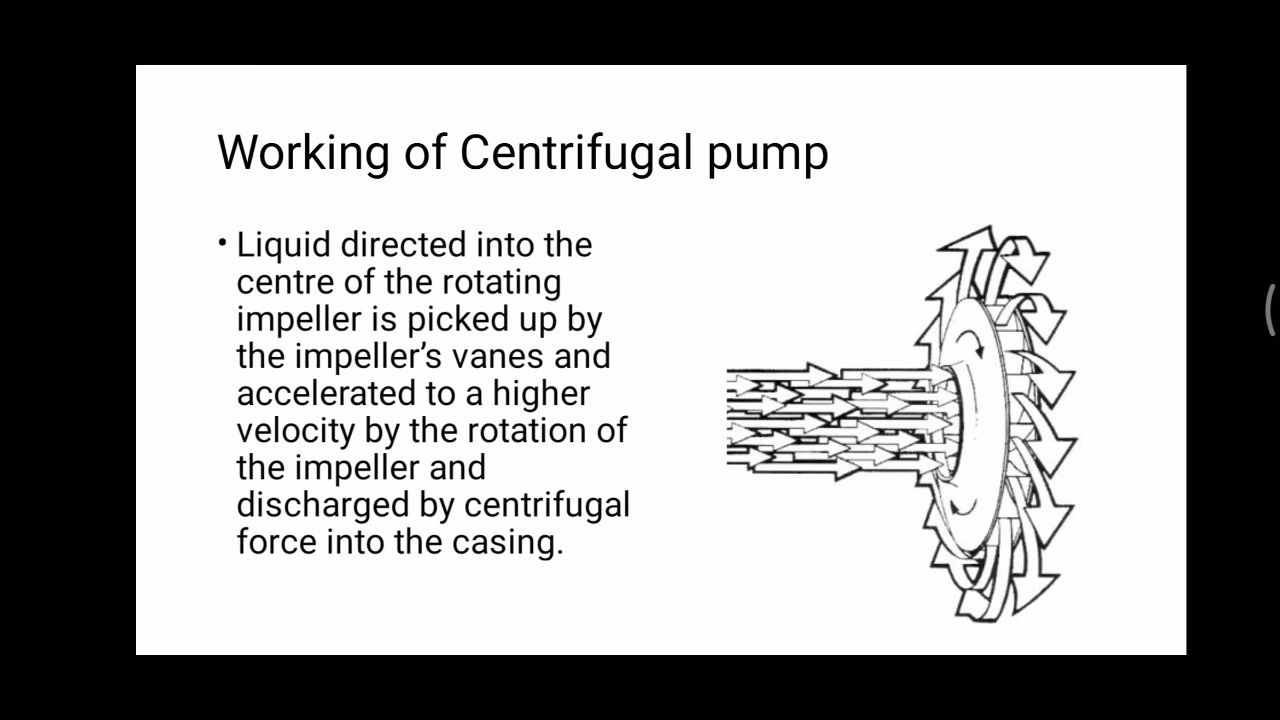 Working of Centrifugal pump
• Liquid directed into the
centre of the rotating
impeller is picked up by
the impeller’s vanes and
accelerated to a higher
velocity by the rotation of
the impeller and
discharged by centrifugal
force into the casing.